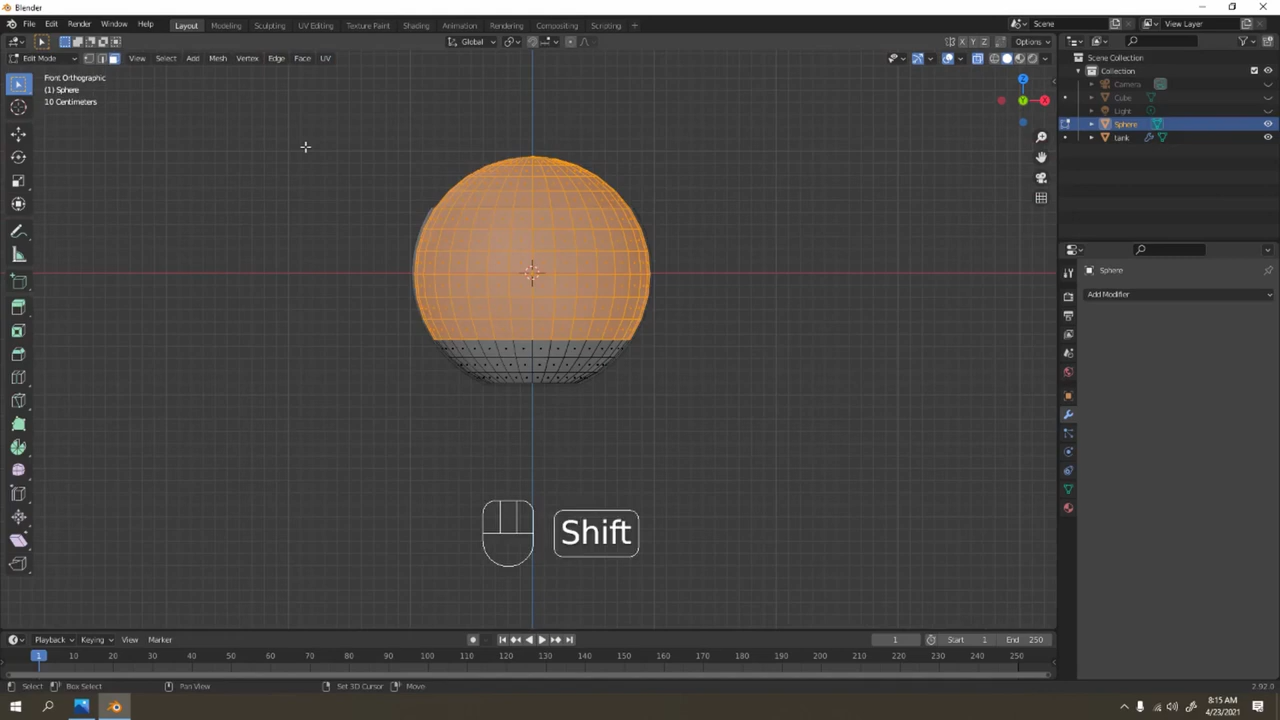 Blender
File Edit Render Window Help Layout Modeling Sculpting UV Editing Texture Paint Shading Animation Rendering Compositing Scripting + Scene View Layer
Global X Y Z Options
Edit Mode View Select Add Mesh Vertex Edge Face UV
Front Orthographic
(1) Sphere
10 Centimeters
Z
Y X
Scene Collection
Collection
Camera
Cube
Light
Sphere
tank
Sphere
Add Modifier
Shift
Playback Keying View Marker 1 Start 1 End 250
1 10 20 30 40 50 60 70 80 90 100 110 120 130 140 150 160 170 180 190 200 210 220 230 240 250
Select Box Select Pan View Set 3D Cursor Move 2.92.0
8:15 AM
4/23/2021